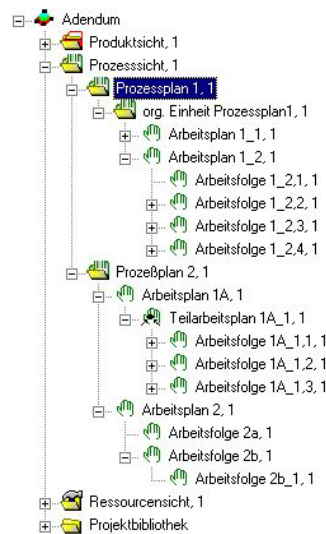 Adendum
Produktsicht, 1
Prozesssicht, 1
Prozessplan 1, 1
org. Einheit Prozessplan1, 1
Arbeitsplan 1_1, 1
Arbeitsplan 1_2, 1
Arbeitsfolge 1_2,1, 1
Arbeitsfolge 1_2,2, 1
Arbeitsfolge 1_2,3, 1
Arbeitsfolge 1_2,4, 1
Prozeßplan 2, 1
Arbeitsplan 1A, 1
Teilarbeitsplan 1A_1, 1
Arbeitsfolge 1A_1,1, 1
Arbeitsfolge 1A_1,2, 1
Arbeitsfolge 1A_1,3, 1
Arbeitsplan 2, 1
Arbeitsfolge 2a, 1
Arbeitsfolge 2b, 1
Arbeitsfolge 2b_1, 1
Ressourcensicht, 1
Projektbibliothek